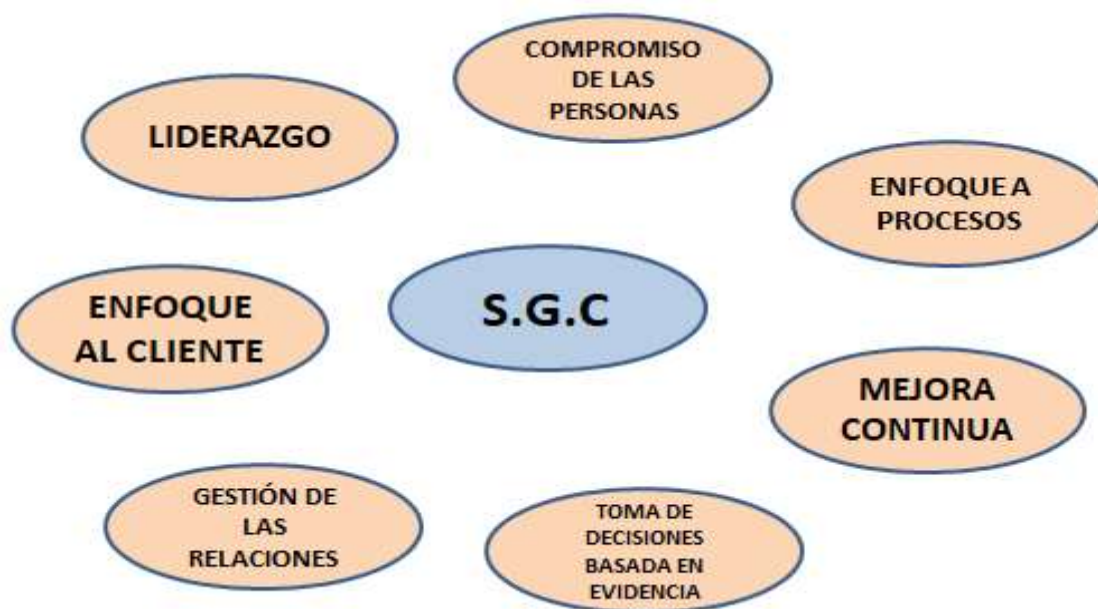 COMPROMISO
DE LAS
PERSONAS
LIDERAZGO
ENFOQUE A
PROCESOS
ENFOQUE
AL CLIENTE
S.G.C
MEJORA
CONTINUA
GESTIÓN DE
LAS
RELACIONES
TOMA DE
DECISIONES
BASADA EN
EVIDENCIA